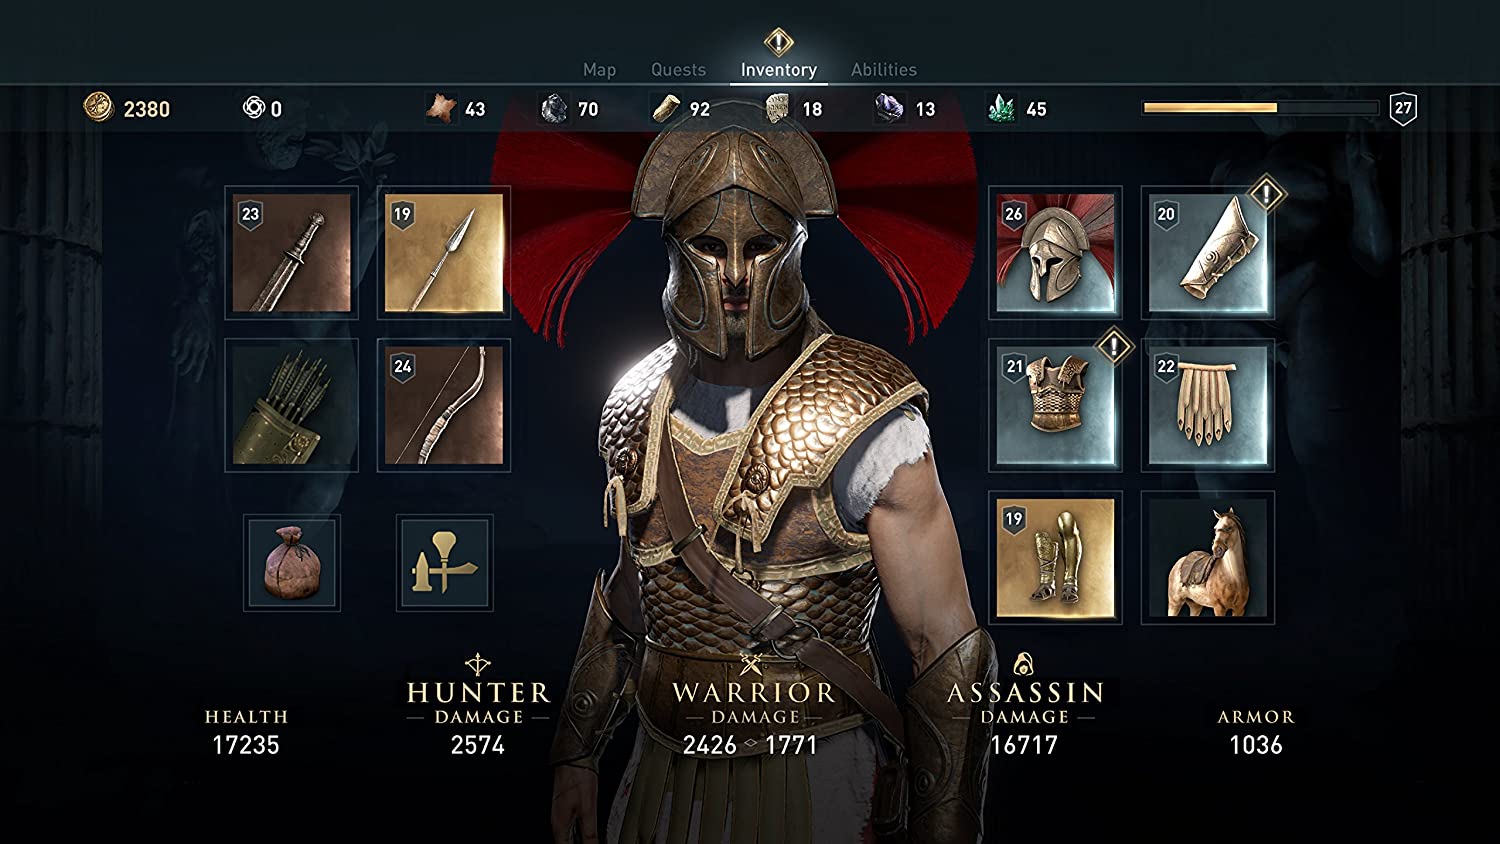 Map Quests Inventory Abilities
2380 0 43 70 92 18 13 45 27
23 19 26 20
24 21 22
19
HUNTER WARRIOR ASSASSIN
HEALTH DAMAGE DAMAGE DAMAGE ARMOR
17235 2574 2426 1771 16717 1036